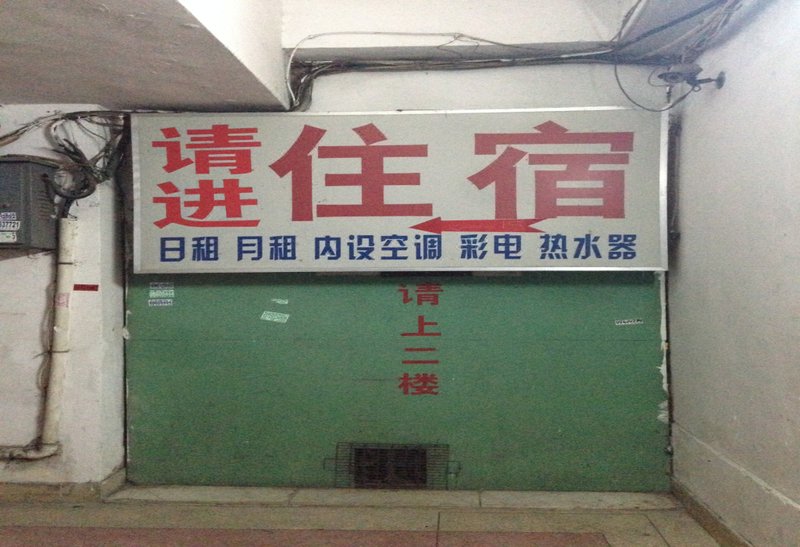 请进 住宿
日租 月租 内设空调 彩电 热水器
请上二楼